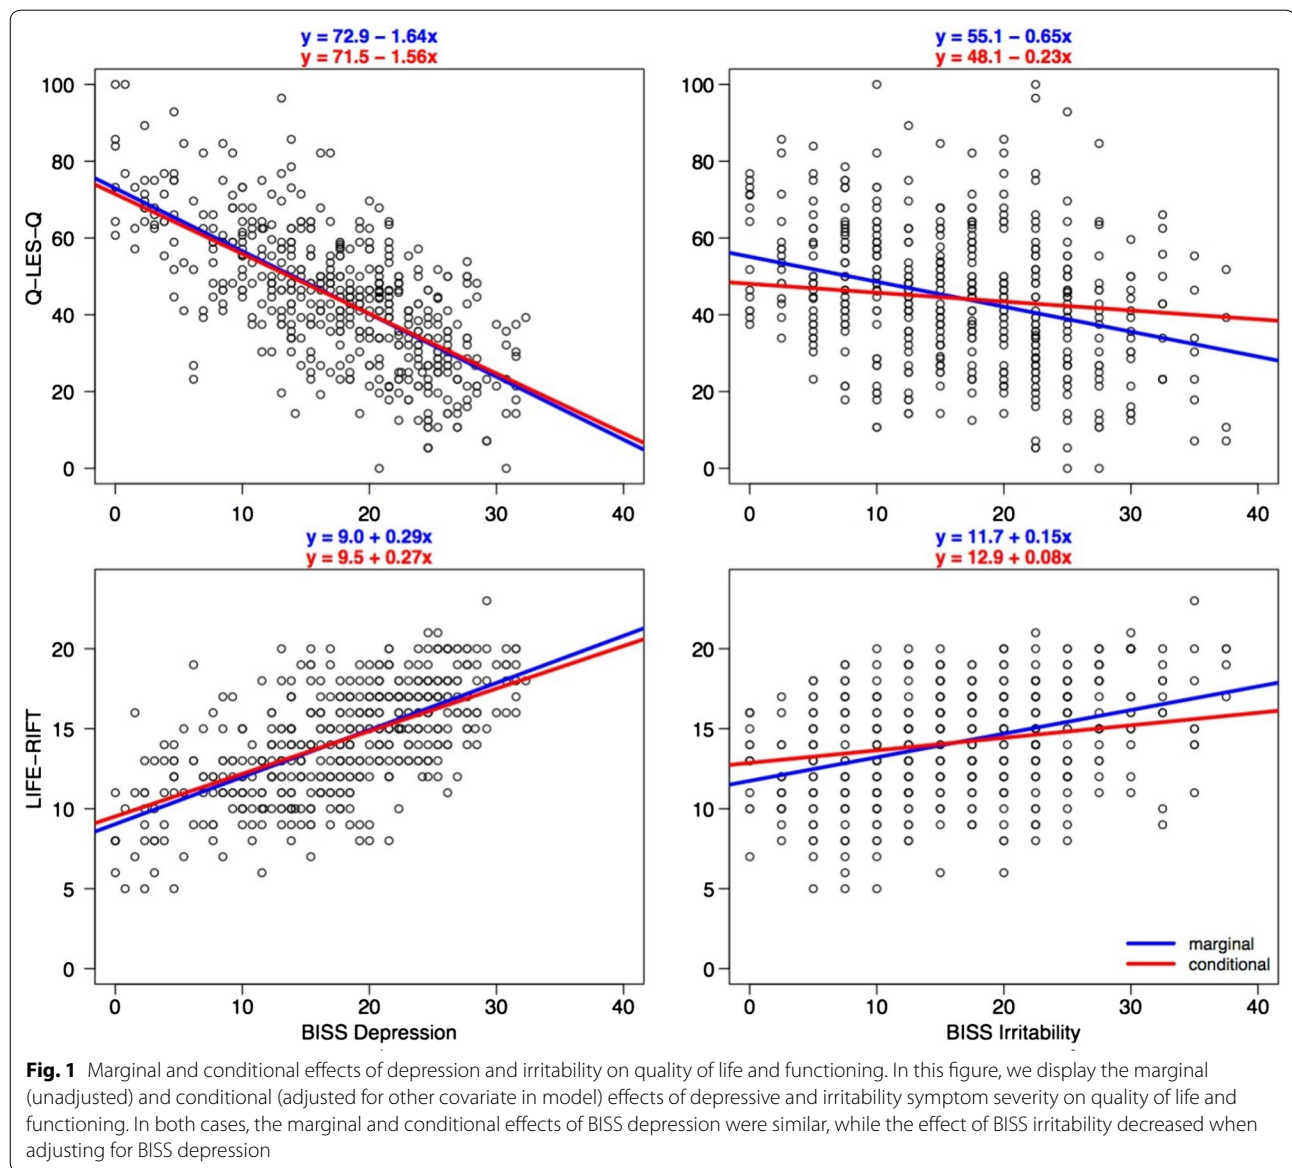 y = 72.9 − 1.64x
y = 71.5 − 1.56x
y = 55.1 − 0.65x
y = 48.1 − 0.23x
Q−LES−Q
100
80
60
40
20
0
0 10 20 30 40
100
80
60
40
20
0
0 10 20 30 40
y = 9.0 + 0.29x
y = 9.5 + 0.27x
y = 11.7 + 0.15x
y = 12.9 + 0.08x
LIFE−RIFT
20
15
10
5
0
0 10 20 30 40
BISS Depression
20
15
10
5
0
marginal
conditional
0 10 20 30 40
BISS Irritability
Fig. 1 Marginal and conditional effects of depression and irritability on quality of life and functioning. In this figure, we display the marginal
(unadjusted) and conditional (adjusted for other covariate in model) effects of depressive and irritability symptom severity on quality of life and
functioning. In both cases, the marginal and conditional effects of BISS depression were similar, while the effect of BISS irritability decreased when
adjusting for BISS depression